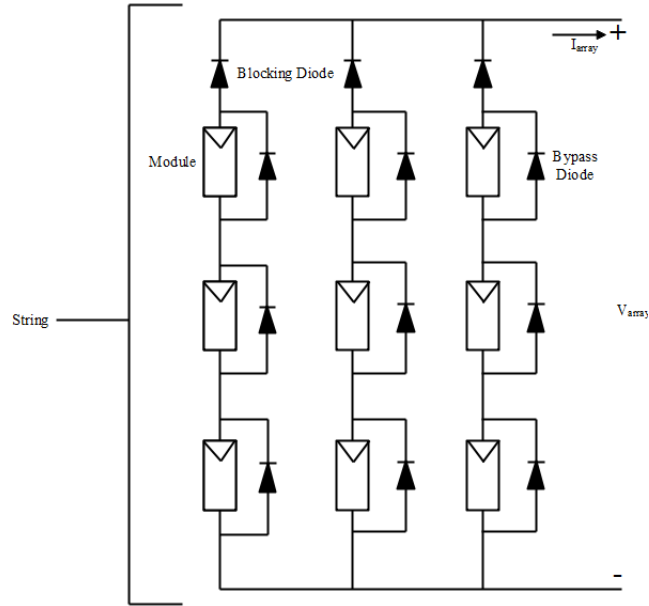 +
I_array
Blocking Diode
Module
Bypass
Diode
String
V_array
-